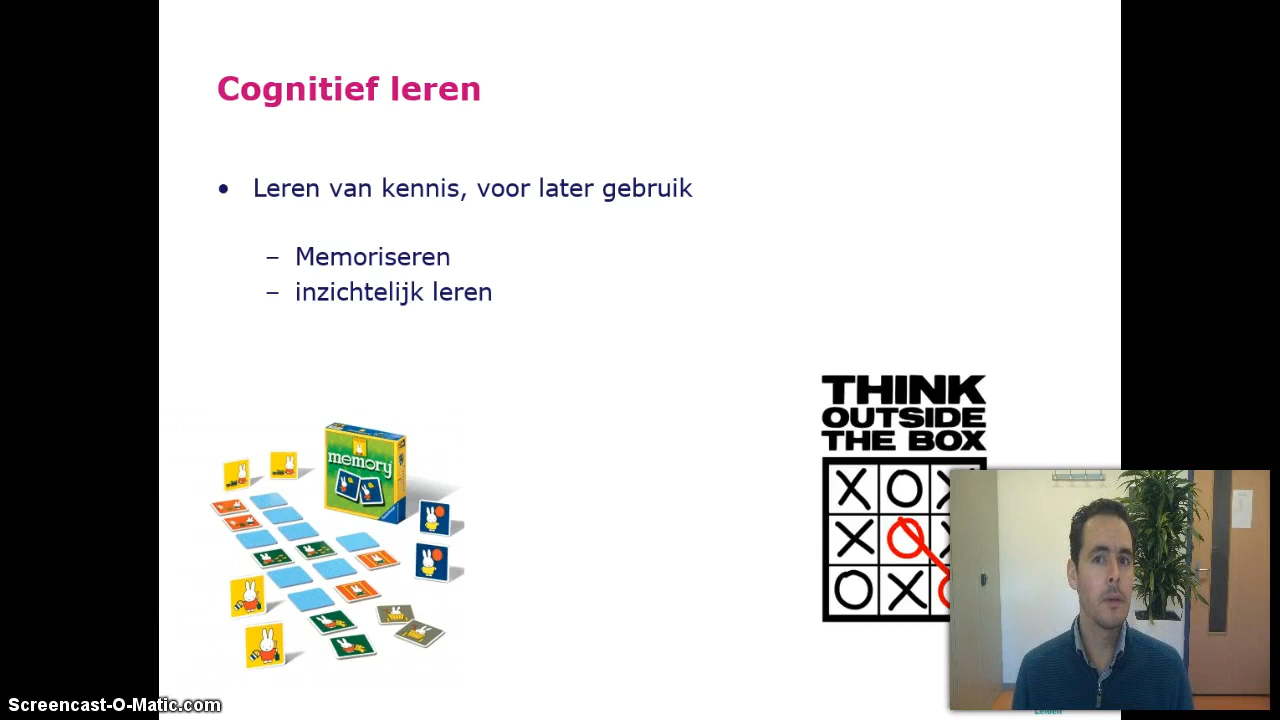 Cognitief leren
• Leren van kennis, voor later gebruik
– Memoriseren
– inzichtelijk leren
memory
THINK
OUTSIDE
THE BOX
X O X
X O X
O X O
Leiden
Screencast-O-Matic.com